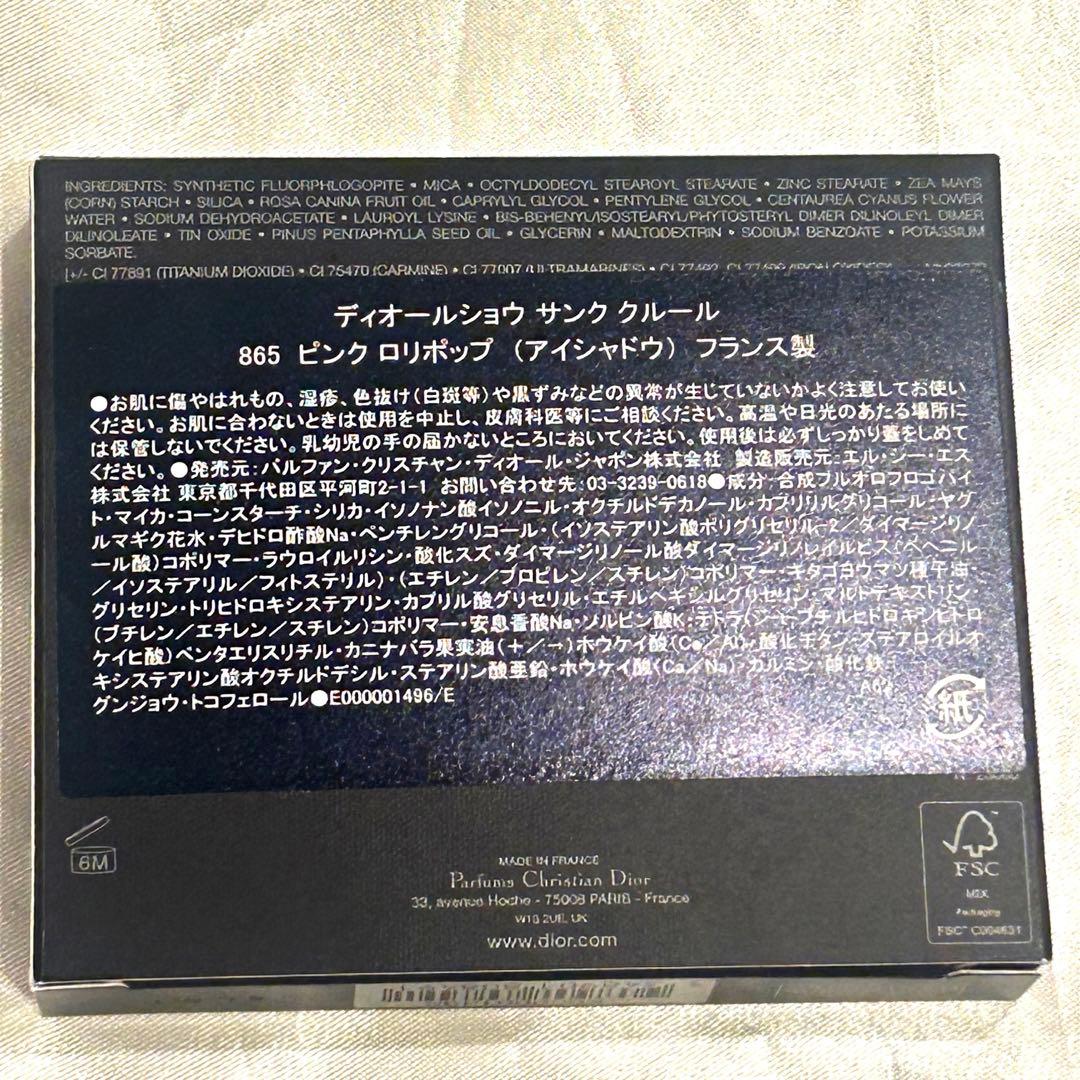 INGREDIENTS: SYNTHETIC FLUORPHLOGOPITE • MICA • OCTYLDODECYL STEAROYL STEARATE • ZINC STEARATE • ZEA MAYS
(CORN) STARCH • SILICA • ROSA CANINA FRUIT OIL • CAPRYLYL GLYCOL • PENTYLENE GLYCOL • CENTAUREA CYANUS FLOWER
WATER • SODIUM DEHYDROACETATE • LAUROYL LYSINE • BIS-BEHENYL/ISOSTEARYL/PHYTOSTERYL DIMER DILINOLEYL DIMER
DILINOLEATE • TIN OXIDE • PINUS PENTAPHYLLA SEED OIL • GLYCERIN • MALTODEXTRIN • SODIUM BENZOATE • POTASSIUM
SORBATE.
[+/- CI 77891 (TITANIUM DIOXIDE) • CI 75470 (CARMINE) • CI 77007 (ULTRAMARINES) •
ディオールショウ サンク クルール
865 ピンク ロリポップ （アイシャドウ） フランス製
●お肌に傷やはれもの、湿疹、色抜け(白斑等)や黒ずみなどの異常が生じていないかよく注意してお使い
ください。お肌に合わないときは使用を中止し、皮膚科医等にご相談ください。高温や日光のあたる場所に
は保管しないでください。乳幼児の手の届かないところにおいてください。使用後は必ずしっかり蓋をしめて
ください。●発売元:パルファン・クリスチャン・ディオール・ジャポン株式会社 製造販売元:エル・シー・エス
株式会社 東京都千代田区平河町2-1-1 お問い合わせ先:03-3239-0618●成分:合成フルオロフロゴパイ
ト・マイカ・コーンスターチ・シリカ・イソノナン酸イソノニル・オクチルドデカノール・カプリリルグリコール・ヤグ
ルマギク花水・デヒドロ酢酸Na・ペンチレングリコール・(イソステアリン酸ポリグリセリル-2／ダイマージリノ
ール酸)コポリマー・ラウロイルリシン・酸化スズ・ダイマージリノール酸ダイマージリノレイルビス(ベヘニル
／イソステアリル／フィトステリル)・(エチレン／プロピレン／スチレン)コポリマー・キタゴヨウマツ種子油・
グリセリン・トリヒドロキシステアリン・カプリル酸グリセリル・エチルヘキシルグリセリン・マルトデキストリン・
(ブチレン／エチレン／スチレン)コポリマー・安息香酸Na・ソルビン酸K・テトラ(ジ-t-ブチルヒドロキシヒドロ
ケイヒ酸)ペンタエリスリチル・カニナバラ果実油(+／−)ホウケイ酸(Ca／Al)・酸化チタン・ステアロイルオ
キシステアリン酸オクチルドデシル・ステアリン酸亜鉛・ホウケイ酸(Ca／Na)・カルミン・酸化鉄・
グンジョウ・トコフェロール●E000001496/E
紙
6M
MADE IN FRANCE
Parfums Christian Dior
33, avenue Hoche - 75008 PARIS - France
W1S 2UE, UK
www.dior.com
FSC
MIX
Packaging
FSC™ C004631